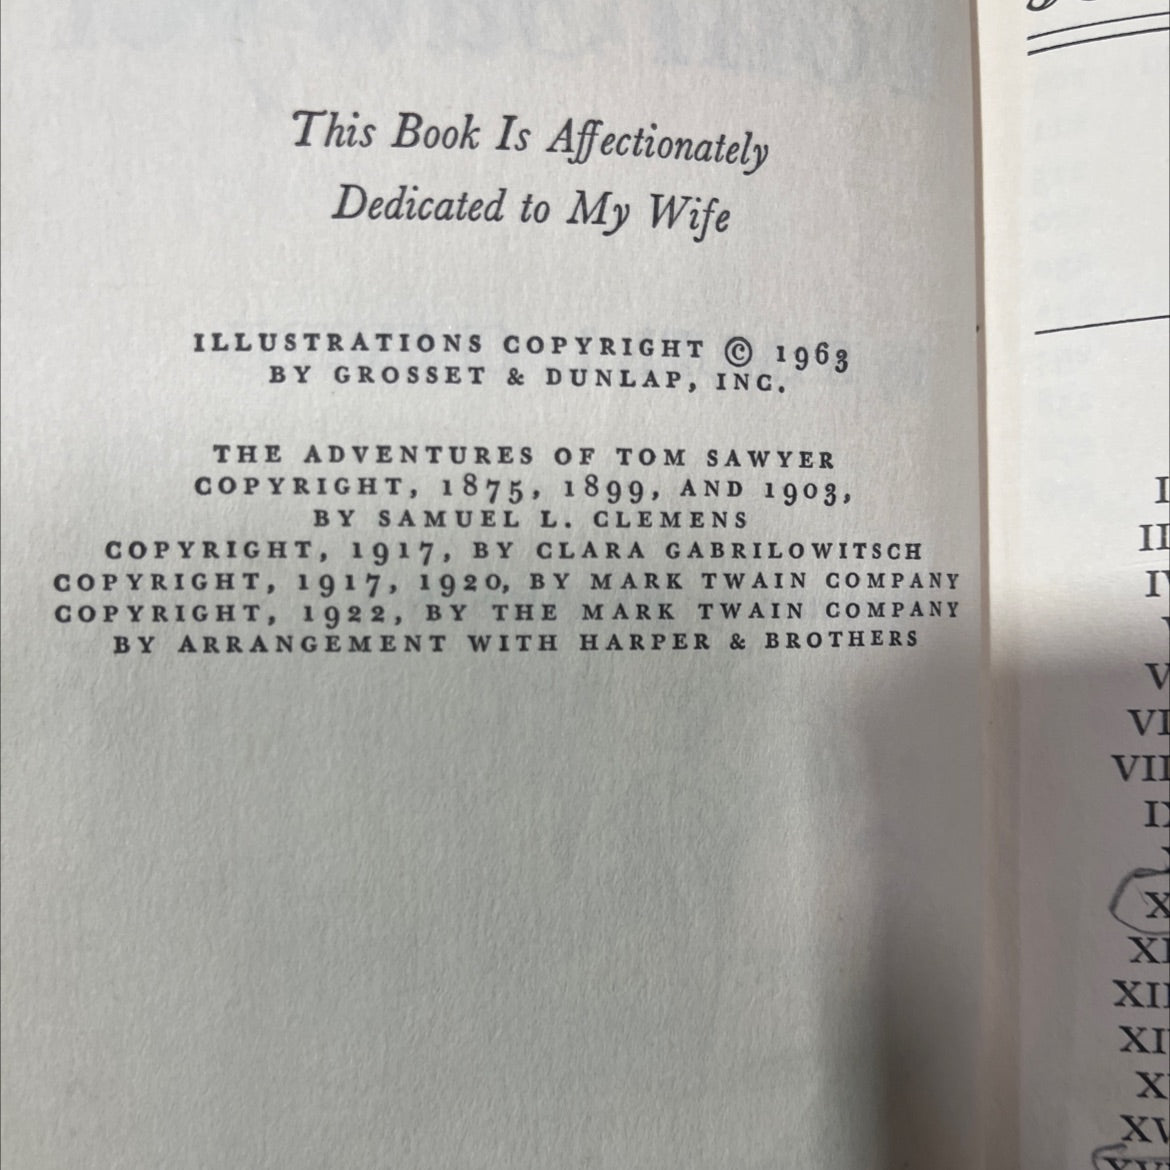 This Book Is Affectionately
Dedicated to My Wife
ILLUSTRATIONS COPYRIGHT © 1963
BY GROSSET & DUNLAP, INC.
THE ADVENTURES OF TOM SAWYER
COPYRIGHT, 1875, 1899, AND 1903,
BY SAMUEL L. CLEMENS
COPYRIGHT, 1917, BY CLARA GABRILOWITSCH
COPYRIGHT, 1917, 1920, BY MARK TWAIN COMPANY
COPYRIGHT, 1922, BY THE MARK TWAIN COMPANY
BY ARRANGEMENT WITH HARPER & BROTHERS